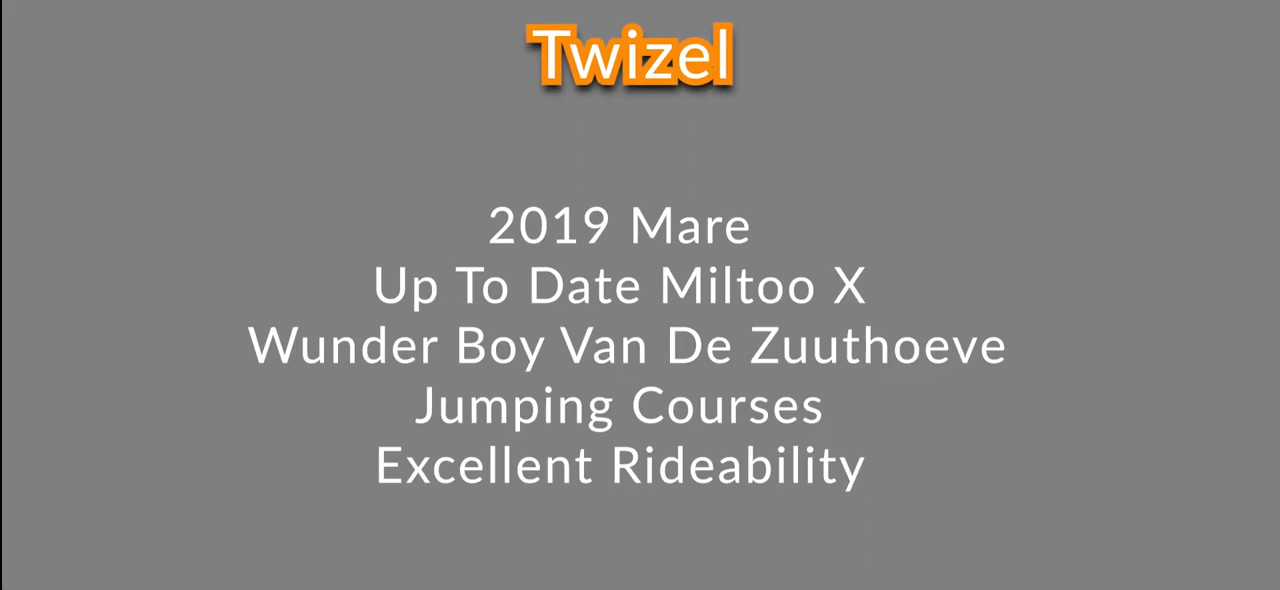 Twizel
2019 Mare
Up To Date Miltoo X
Wunder Boy Van De Zuuthoeve
Jumping Courses
Excellent Rideability